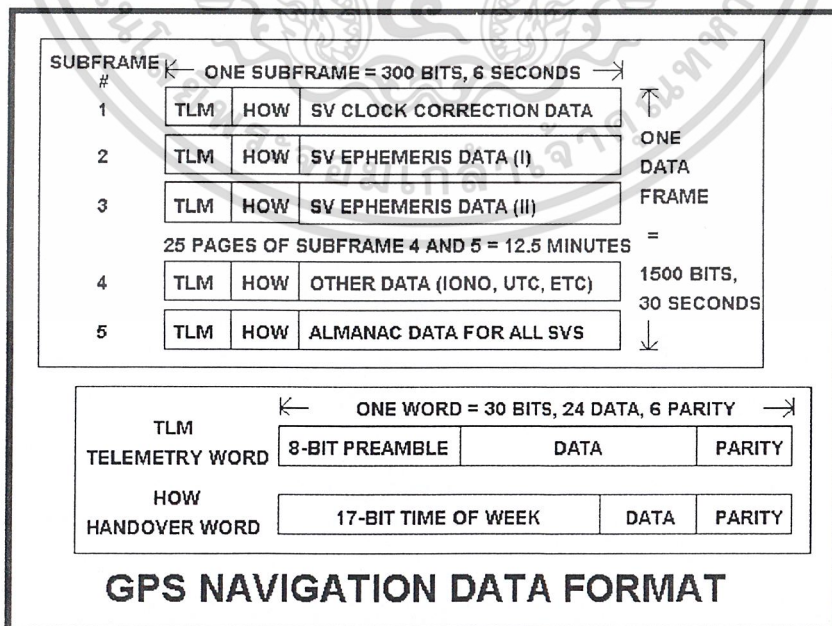 SUBFRAME # ONE SUBFRAME = 300 BITS, 6 SECONDS
1 TLM HOW SV CLOCK CORRECTION DATA
2 TLM HOW SV EPHEMERIS DATA (I)
3 TLM HOW SV EPHEMERIS DATA (II)
25 PAGES OF SUBFRAME 4 AND 5 = 12.5 MINUTES
4 TLM HOW OTHER DATA (IONO, UTC, ETC)
5 TLM HOW ALMANAC DATA FOR ALL SVS
ONE
DATA
FRAME
=
1500 BITS,
30 SECONDS
ONE WORD = 30 BITS, 24 DATA, 6 PARITY
TLM
TELEMETRY WORD 8-BIT PREAMBLE DATA PARITY
HOW
HANDOVER WORD 17-BIT TIME OF WEEK DATA PARITY
GPS NAVIGATION DATA FORMAT